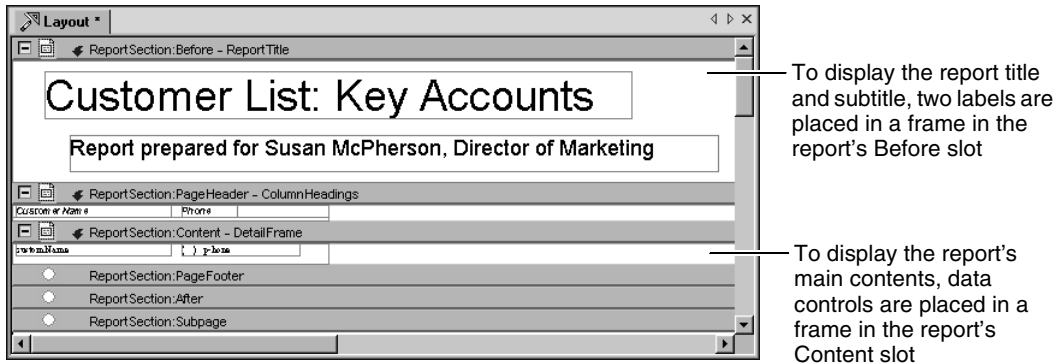 Layout *
ReportSection:Before - ReportTitle
Customer List: Key Accounts
Report prepared for Susan McPherson, Director of Marketing
ReportSection:PageHeader - ColumnHeadings
Customer Name Phone
ReportSection:Content - DetailFrame
( ) phone
ReportSection:PageFooter
ReportSection:After
ReportSection:Subpage
To display the report title
and subtitle, two labels are
placed in a frame in the
report's Before slot
To display the report's
main contents, data
controls are placed in a
frame in the report's
Content slot